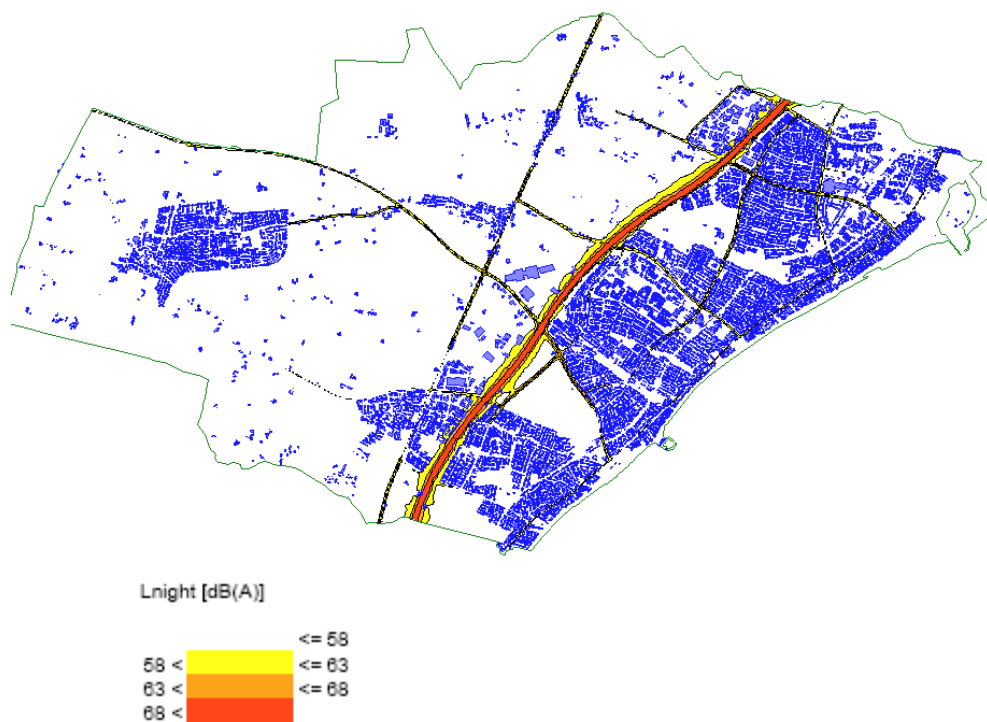 Lnight [dB(A)]
<= 58
58 < <= 63
63 < <= 68
68 <